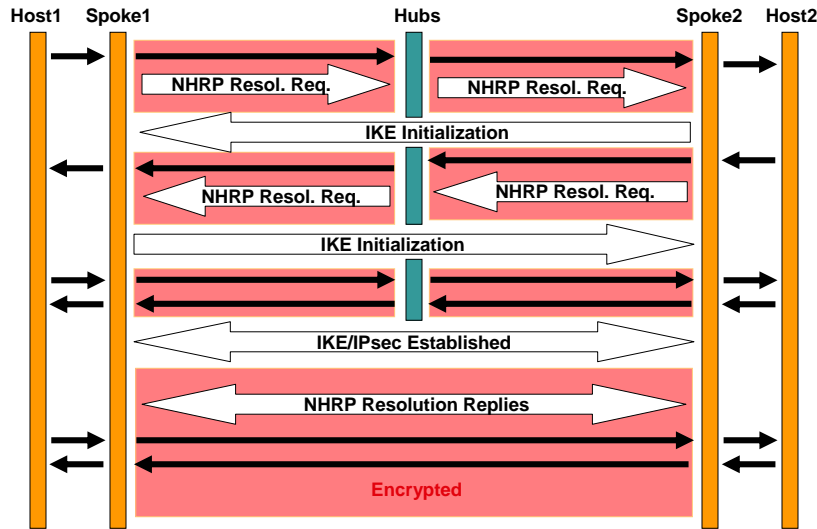 Host1 Spoke1 Hubs Spoke2 Host2
NHRP Resol. Req. NHRP Resol. Req.
IKE Initialization
NHRP Resol. Req. NHRP Resol. Req.
IKE Initialization
IKE/IPsec Established
NHRP Resolution Replies
Encrypted